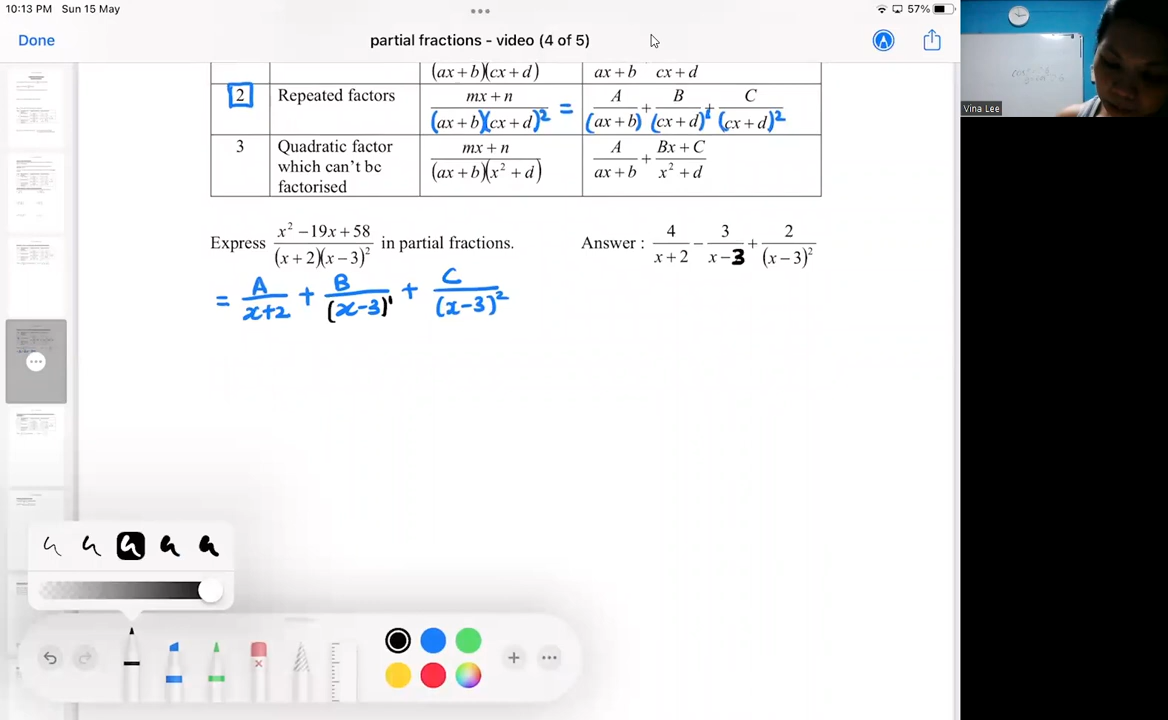 10:13 PM Sun 15 May
57%
Done
partial fractions - video (4 of 5)
(ax+b)(cx+d) ax+b cx+d
2 Repeated factors mx+n/(ax+b)(cx+d)² = A/(ax+b) + B/(cx+d)¹ + C/(cx+d)²
3 Quadratic factor which can't be factorised mx+n/(ax+b)(x²+d) A/ax+b + Bx+C/x²+d
Express x²−19x+58/(x+2)(x−3)² in partial fractions. Answer : 4/x+2 − 3/x−3 + 2/(x−3)²
= A/x+2 + B/(x-3)¹ + C/(x-3)²
Vina Lee